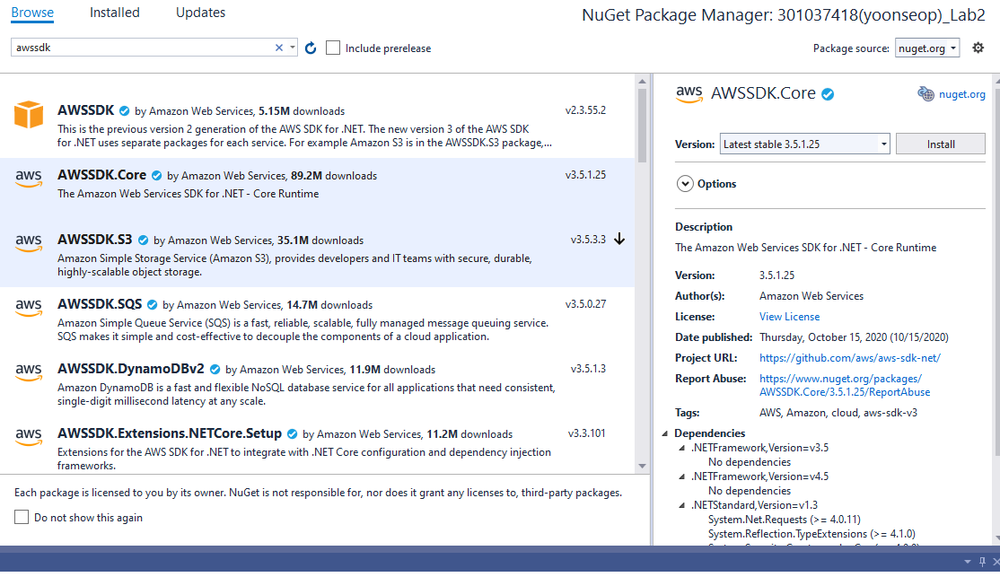 Browse Installed Updates
NuGet Package Manager: 301037418(yoonseop)_Lab2
awssdk
Include prerelease
Package source: nuget.org
AWSSDK by Amazon Web Services, 5.15M downloads v2.3.55.2
This is the previous version 2 generation of the AWS SDK for .NET. The new version 3 of the AWS SDK
for .NET uses separate packages for each service. For example Amazon S3 is in the AWSSDK.S3 package,...
aws AWSSDK.Core by Amazon Web Services, 89.2M downloads v3.5.1.25
The Amazon Web Services SDK for .NET - Core Runtime
aws AWSSDK.S3 by Amazon Web Services, 35.1M downloads v3.5.3.3
Amazon Simple Storage Service (Amazon S3), provides developers and IT teams with secure, durable,
highly-scalable object storage.
aws AWSSDK.SQS by Amazon Web Services, 14.7M downloads v3.5.0.27
Amazon Simple Queue Service (SQS) is a fast, reliable, scalable, fully managed message queuing service.
SQS makes it simple and cost-effective to decouple the components of a cloud application.
aws AWSSDK.DynamoDBv2 by Amazon Web Services, 11.9M downloads v3.5.1.3
Amazon DynamoDB is a fast and flexible NoSQL database service for all applications that need consistent,
single-digit millisecond latency at any scale.
aws AWSSDK.Extensions.NETCore.Setup by Amazon Web Services, 11.2M downloads v3.3.101
Extensions for the AWS SDK for .NET to integrate with .NET Core configuration and dependency injection
frameworks.
Each package is licensed to you by its owner. NuGet is not responsible for, nor does it grant any licenses to, third-party packages.
Do not show this again
aws AWSSDK.Core nuget.org
Version: Latest stable 3.5.1.25 Install
Options
Description
The Amazon Web Services SDK for .NET - Core Runtime
Version: 3.5.1.25
Author(s): Amazon Web Services
License: View License
Date published: Thursday, October 15, 2020 (10/15/2020)
Project URL: https://github.com/aws/aws-sdk-net/
Report Abuse: https://www.nuget.org/packages/
AWSSDK.Core/3.5.1.25/ReportAbuse
Tags: AWS, Amazon, cloud, aws-sdk-v3
Dependencies
.NETFramework,Version=v3.5
No dependencies
.NETFramework,Version=v4.5
No dependencies
.NETStandard,Version=v1.3
System.Net.Requests (>= 4.0.11)
System.Reflection.TypeExtensions (>= 4.1.0)